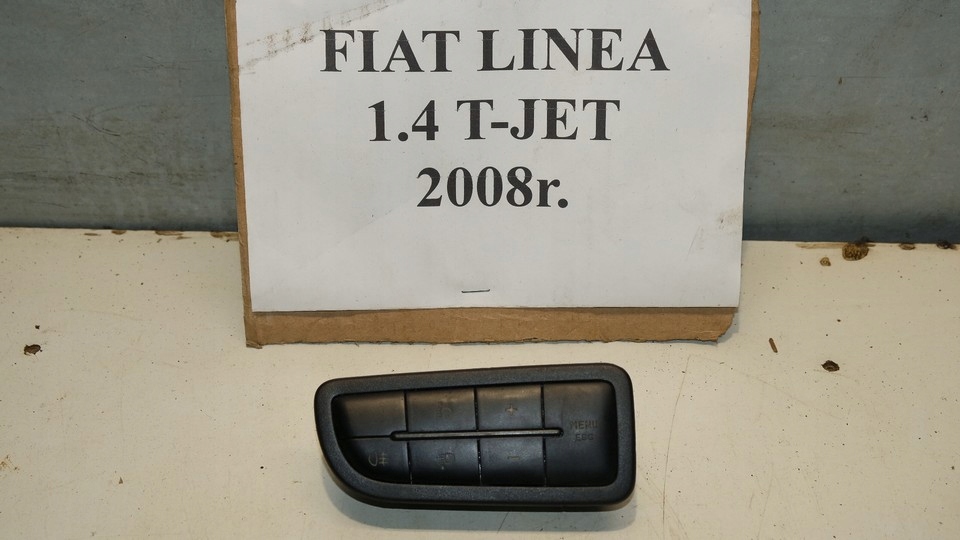 FIAT LINEA
1.4 T-JET
2008r.
MENU
ESC